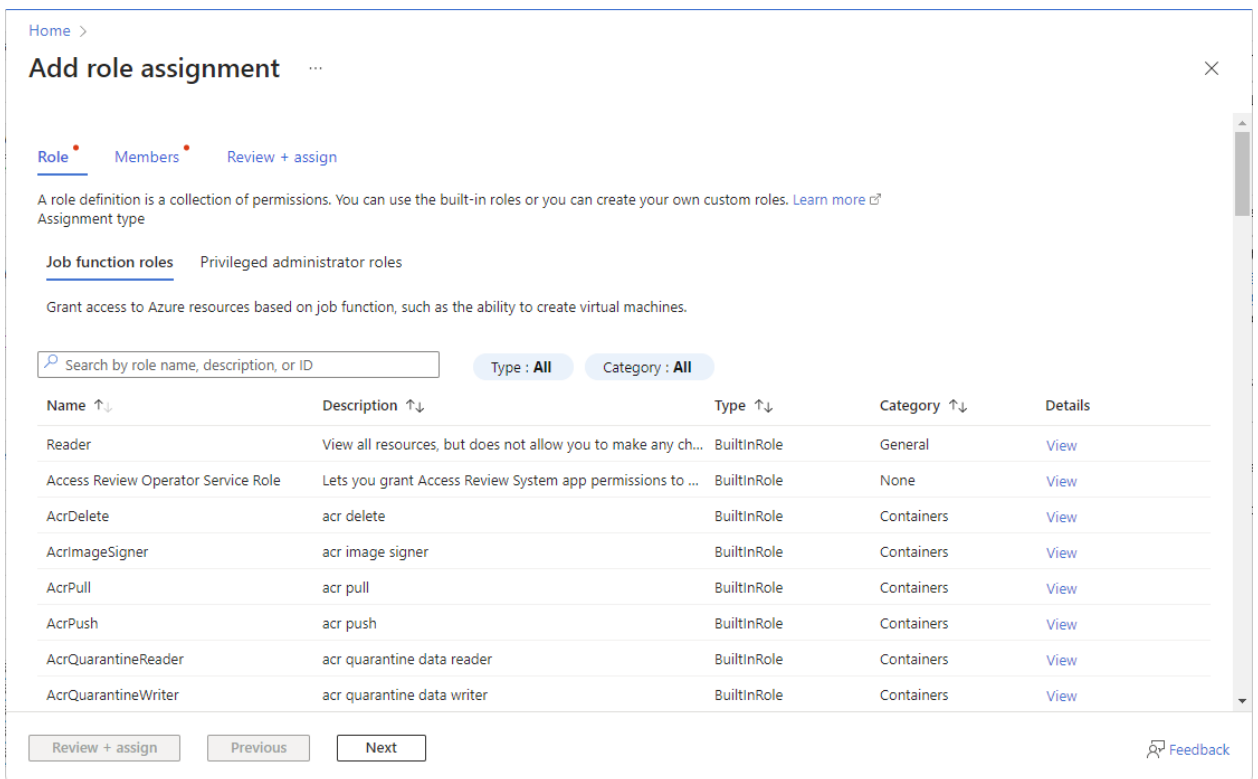 Home >
Add role assignment ...
Role Members Review + assign
A role definition is a collection of permissions. You can use the built-in roles or you can create your own custom roles. Learn more
Assignment type
Job function roles Privileged administrator roles
Grant access to Azure resources based on job function, such as the ability to create virtual machines.
Search by role name, description, or ID Type : All Category : All
Name ↑↓ Description ↑↓ Type ↑↓ Category ↑↓ Details
Reader View all resources, but does not allow you to make any ch... BuiltInRole General View
Access Review Operator Service Role Lets you grant Access Review System app permissions to ... BuiltInRole None View
AcrDelete acr delete BuiltInRole Containers View
AcrImageSigner acr image signer BuiltInRole Containers View
AcrPull acr pull BuiltInRole Containers View
AcrPush acr push BuiltInRole Containers View
AcrQuarantineReader acr quarantine data reader BuiltInRole Containers View
AcrQuarantineWriter acr quarantine data writer BuiltInRole Containers View
Review + assign Previous Next Feedback